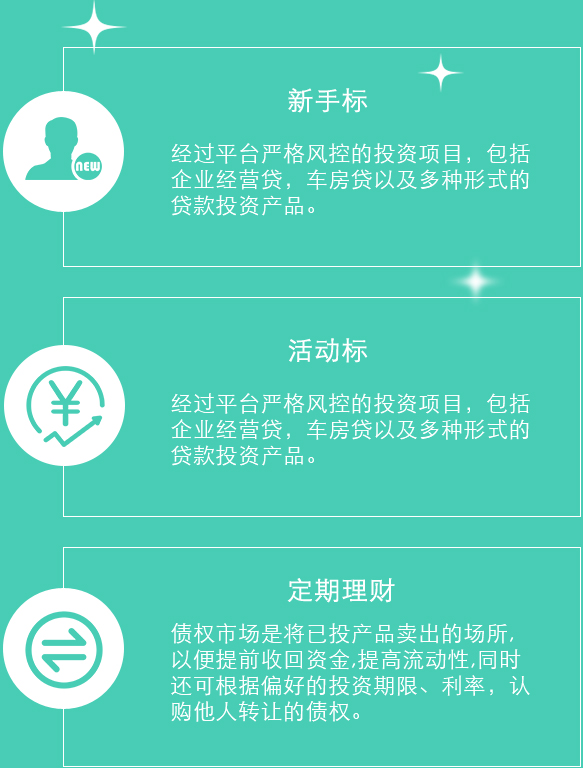 新手标
NEW
经过平台严格风控的投资项目，包括
企业经营贷，车房贷以及多种形式的
贷款投资产品。
活动标
¥
经过平台严格风控的投资项目，包括
企业经营贷，车房贷以及多种形式的
贷款投资产品。
定期理财
债权市场是将已投产品卖出的场所,
以便提前收回资金,提高流动性,同时
还可根据偏好的投资期限、利率，认
购他人转让的债权。